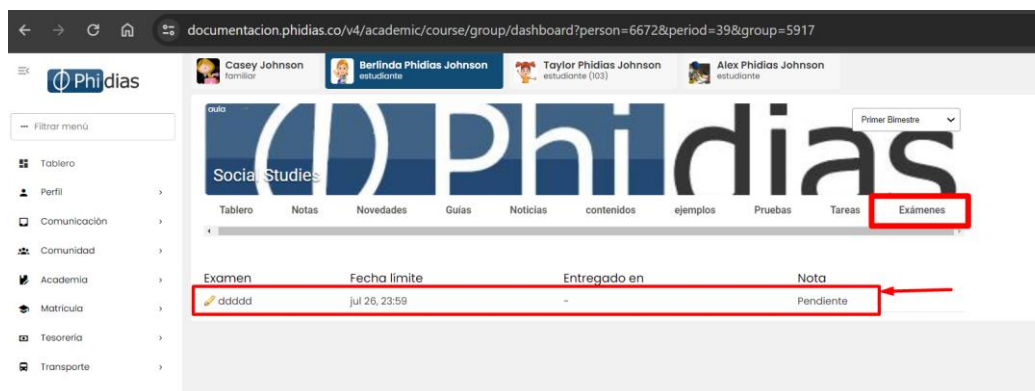 documentacion.phidias.co/v4/academic/course/group/dashboard?person=6672&period=39&group=5917
Phidias
Casey Johnson
familiar
Berlinda Phidias Johnson
estudiante
Taylor Phidias Johnson
estudiante (103)
Alex Phidias Johnson
estudiante
Filtrar menú
Tablero
Perfil
Comunicación
Comunidad
Academia
Matrícula
Tesorería
Transporte
aula
Phidias
Primer Bimestre
Social Studies
Tablero Notas Novedades Guías Noticias contenidos ejemplos Pruebas Tareas Exámenes
Examen Fecha límite Entregado en Nota
ddddd jul 26, 23:59 - Pendiente